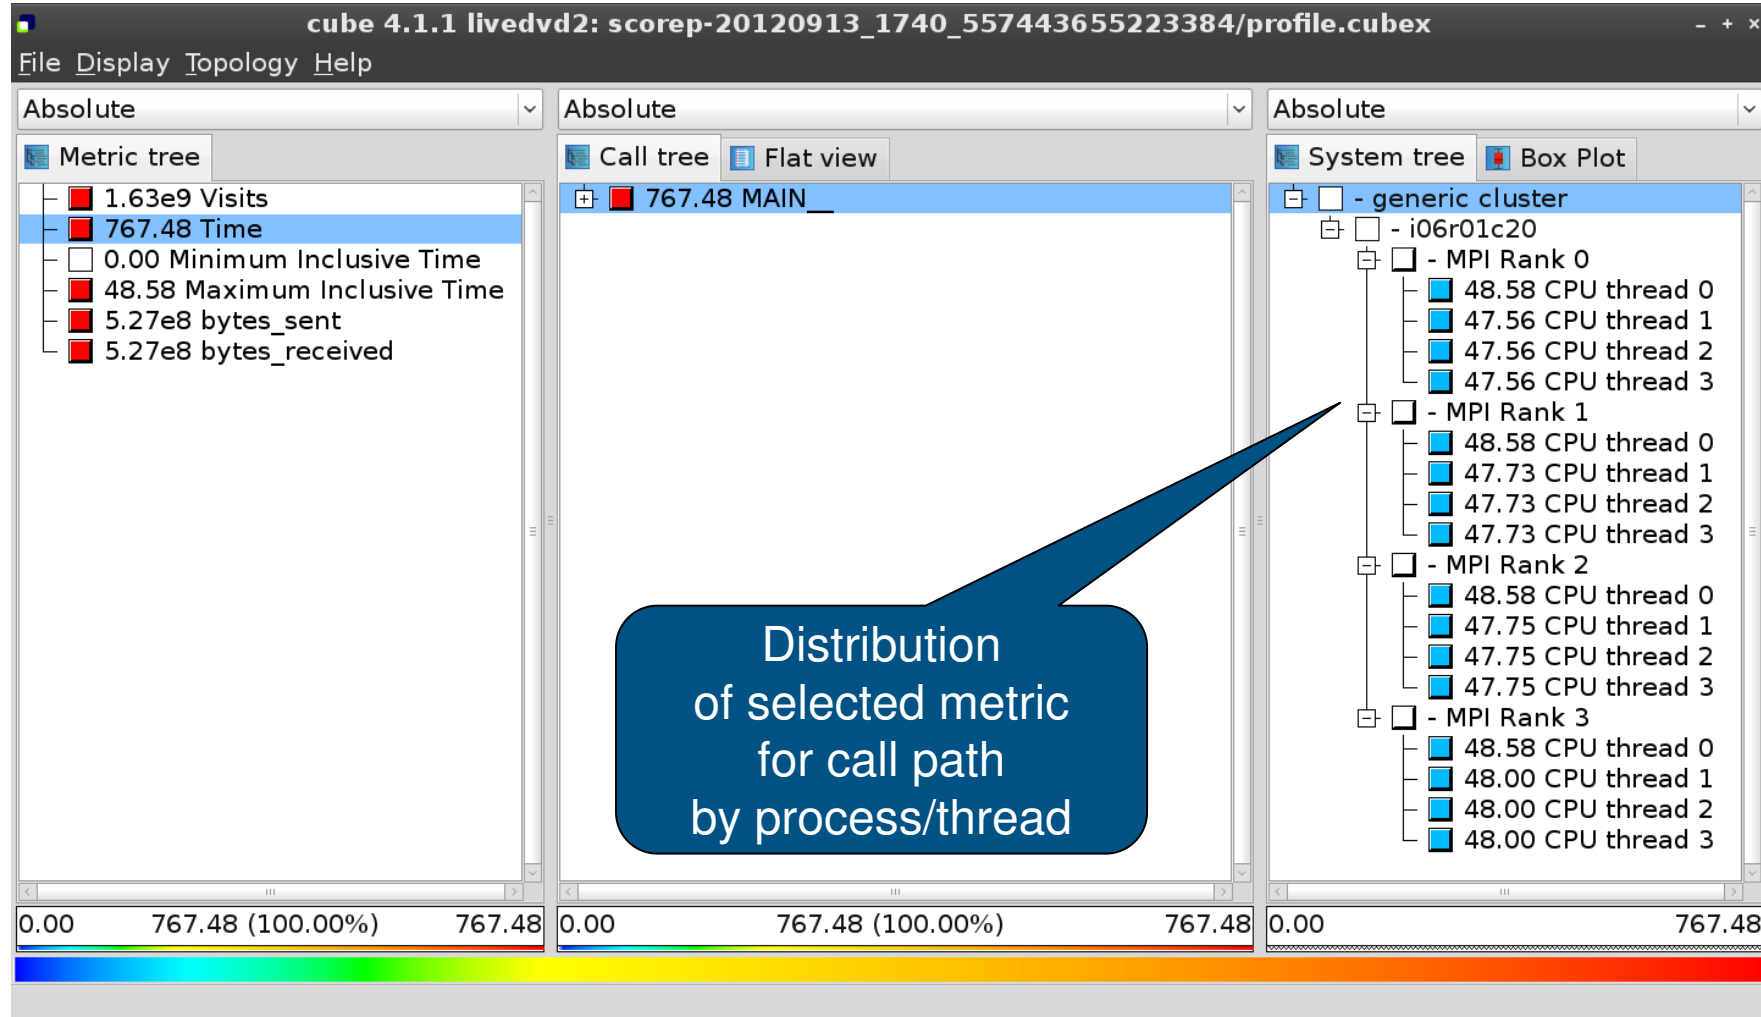 cube 4.1.1 livedvd2: scorep-20120913_1740_557443655223384/profile.cubex
File Display Topology Help
Absolute
Metric tree
1.63e9 Visits
767.48 Time
0.00 Minimum Inclusive Time
48.58 Maximum Inclusive Time
5.27e8 bytes_sent
5.27e8 bytes_received
0.00 767.48 (100.00%) 767.48
Absolute
Call tree Flat view
767.48 MAIN__
Distribution
of selected metric
for call path
by process/thread
0.00 767.48 (100.00%) 767.48
Absolute
System tree Box Plot
- generic cluster
- i06r01c20
- MPI Rank 0
48.58 CPU thread 0
47.56 CPU thread 1
47.56 CPU thread 2
47.56 CPU thread 3
- MPI Rank 1
48.58 CPU thread 0
47.73 CPU thread 1
47.73 CPU thread 2
47.73 CPU thread 3
- MPI Rank 2
48.58 CPU thread 0
47.75 CPU thread 1
47.75 CPU thread 2
47.75 CPU thread 3
- MPI Rank 3
48.58 CPU thread 0
48.00 CPU thread 1
48.00 CPU thread 2
48.00 CPU thread 3
0.00 767.48